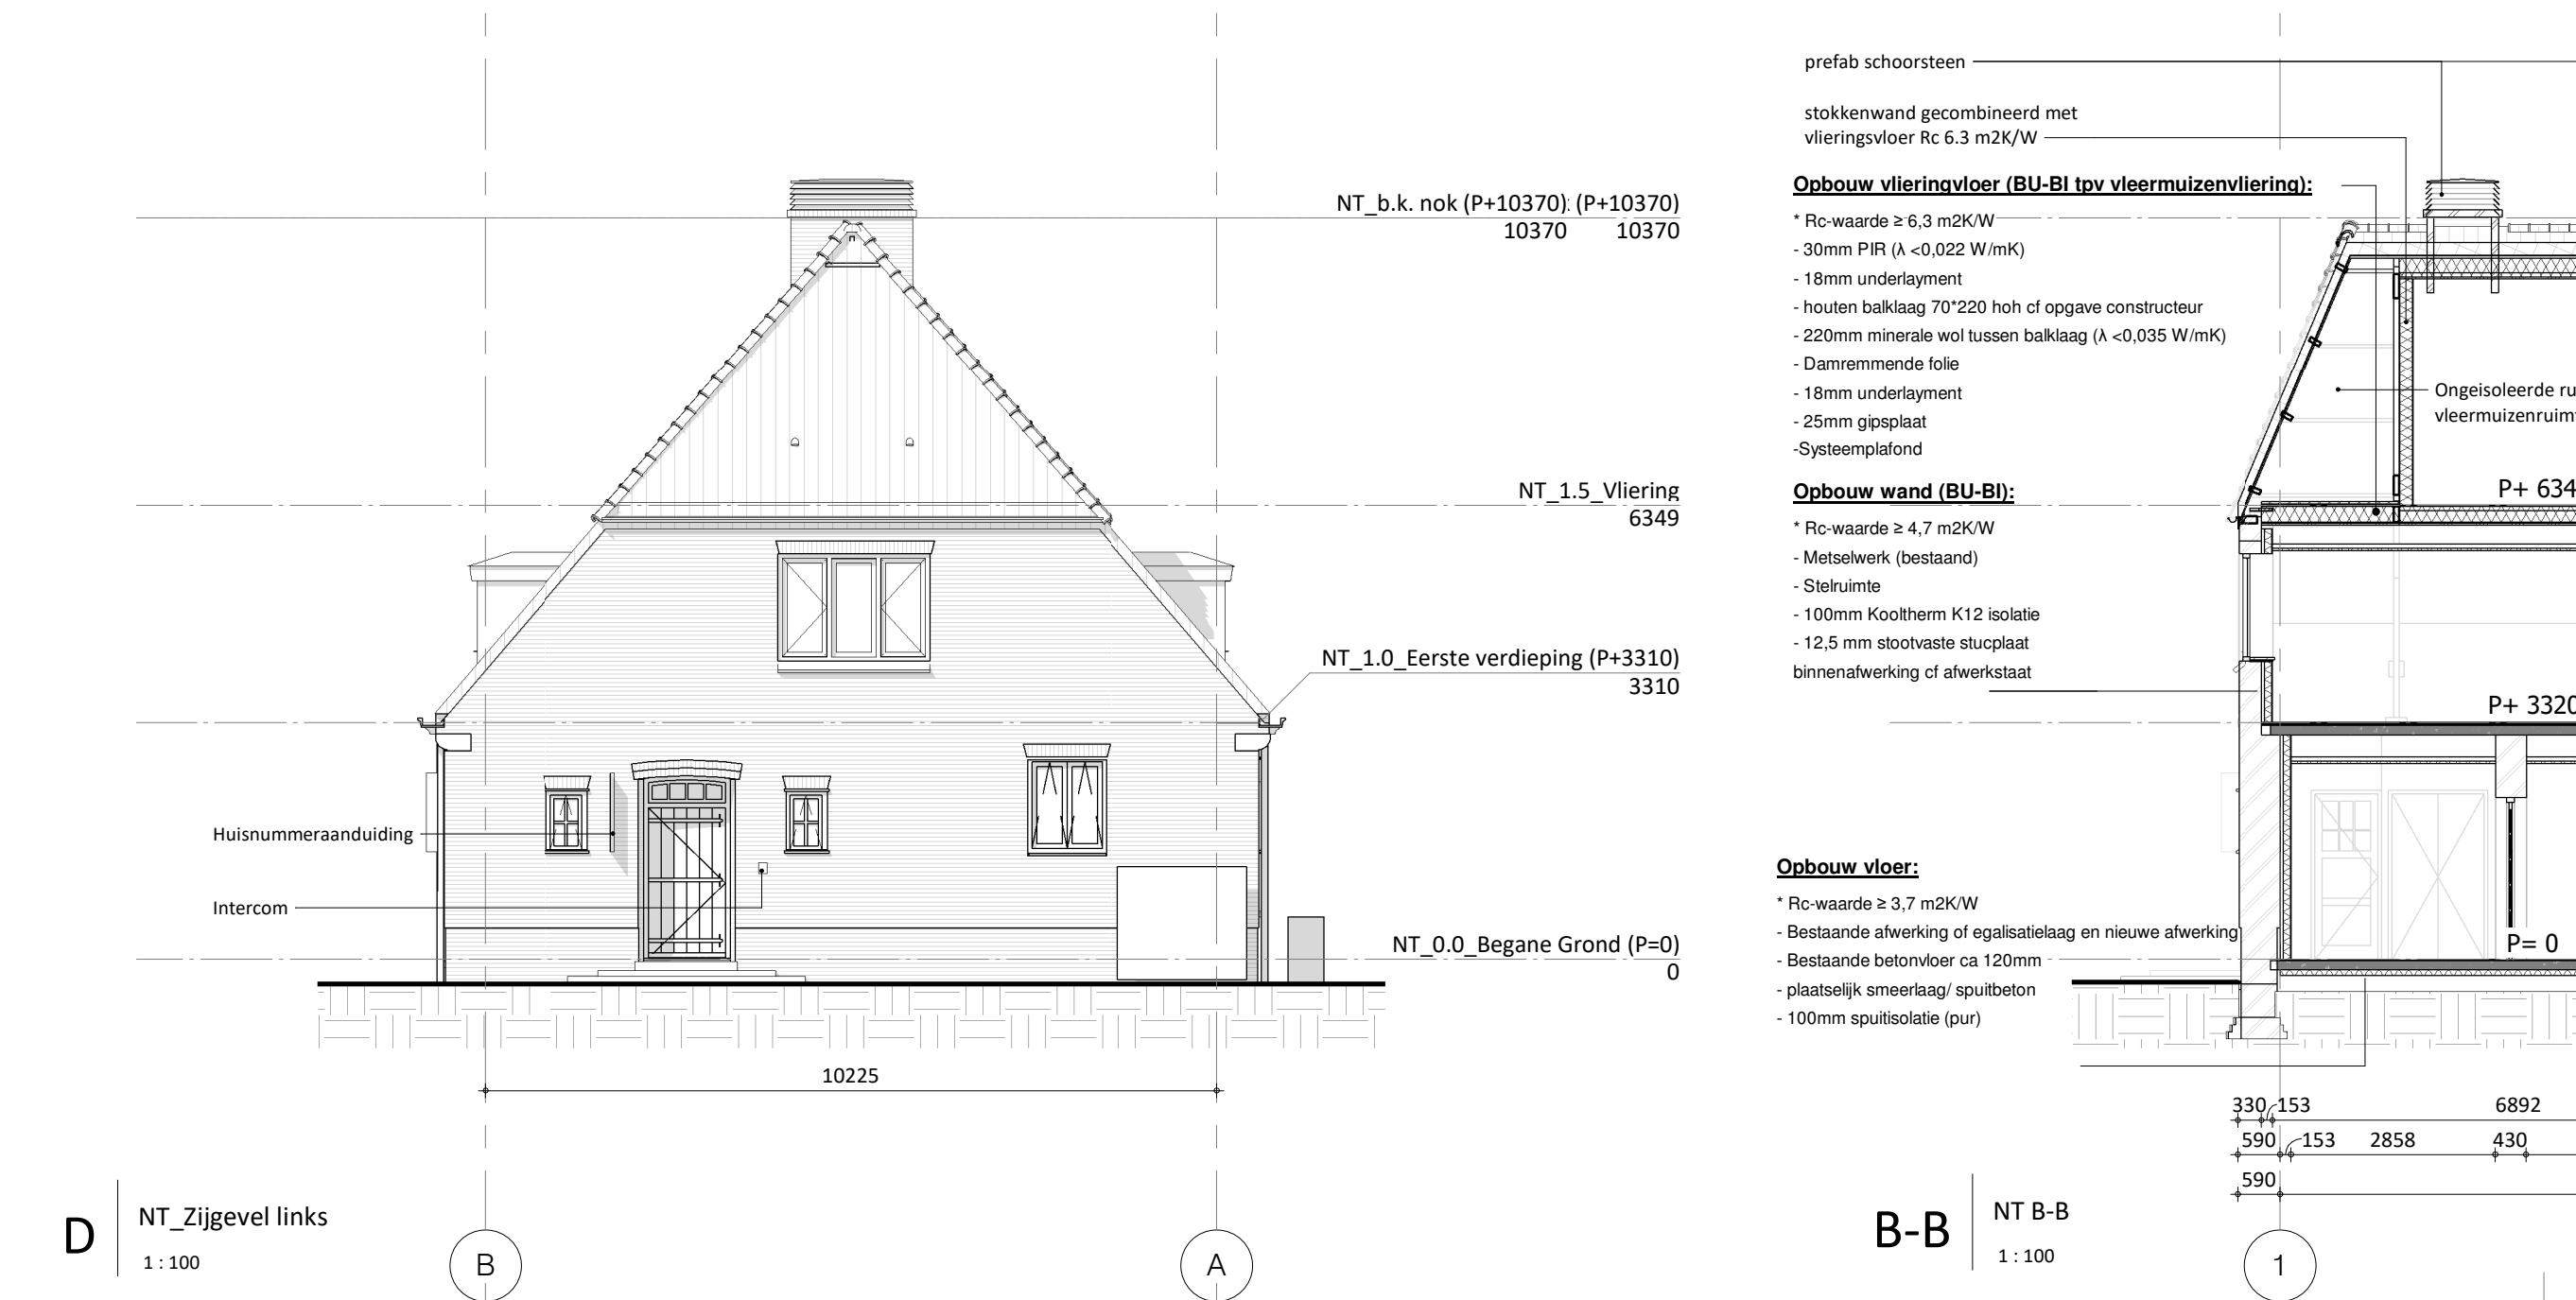 NT_b.k. nok (P+10370) (P+10370)
10370 10370
NT_1.5_Vliering
6349
NT_1.0_Eerste verdieping (P+3310)
3310
Huisnummeraanduiding
Intercom
NT_0.0_Begane Grond (P=0)
0
10225
D
NT_Zijgevel links
1 : 100
B
A
prefab schoorsteen
stokkenwand gecombineerd met
vlieringsvloer Rc 6.3 m2K/W
Opbouw vlieringvloer (BU-BI tpv vleermuizenvliering):
* Rc-waarde ≥ 6,3 m2K/W
- 30mm PIR (λ <0,022 W/mK)
- 18mm underlayment
- houten balklaag 70*220 hoh cf opgave constructeur
- 220mm minerale wol tussen balklaag (λ <0,035 W/mK)
- Damremmende folie
- 18mm underlayment
- 25mm gipsplaat
-Systeemplafond
Opbouw wand (BU-BI):
* Rc-waarde ≥ 4,7 m2K/W
- Metselwerk (bestaand)
- Stelruimte
- 100mm Kooltherm K12 isolatie
- 12,5 mm stootvaste stucplaat
binnenafwerking cf afwerkstaat
Opbouw vloer:
* Rc-waarde ≥ 3,7 m2K/W
- Bestaande afwerking of egalisatielaag en nieuwe afwerking
- Bestaande betonvloer ca 120mm
- plaatselijk smeerlaag/ spuitbeton
- 100mm spuitisolatie (pur)
Ongeisoleerde ru
vleermuizenruim
P+ 634
P+ 3320
P= 0
330 153 6892
590 153 2858 430
590
B-B
NT B-B
1 : 100
1